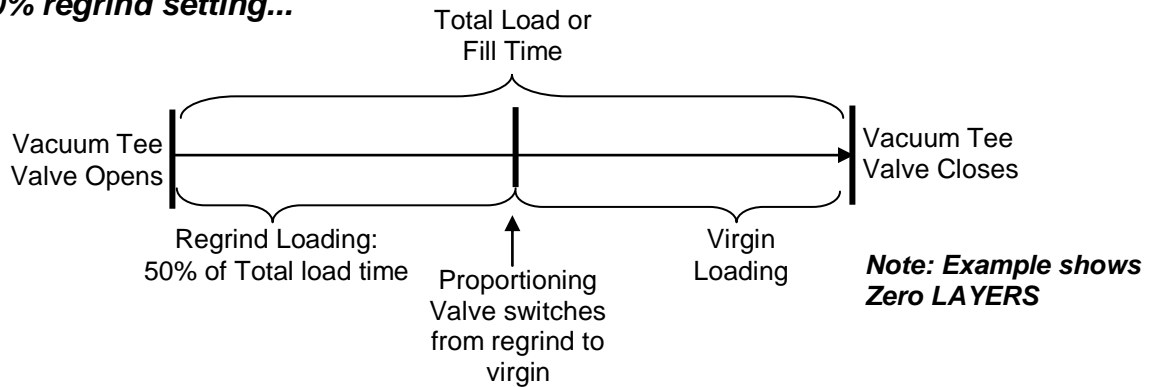 % regrind setting...
Total Load or
Fill Time
Vacuum Tee
Valve Opens
Vacuum Tee
Valve Closes
Regrind Loading:
50% of Total load time
Proportioning
Valve switches
from regrind to
virgin
Virgin
Loading
Note: Example shows
Zero LAYERS